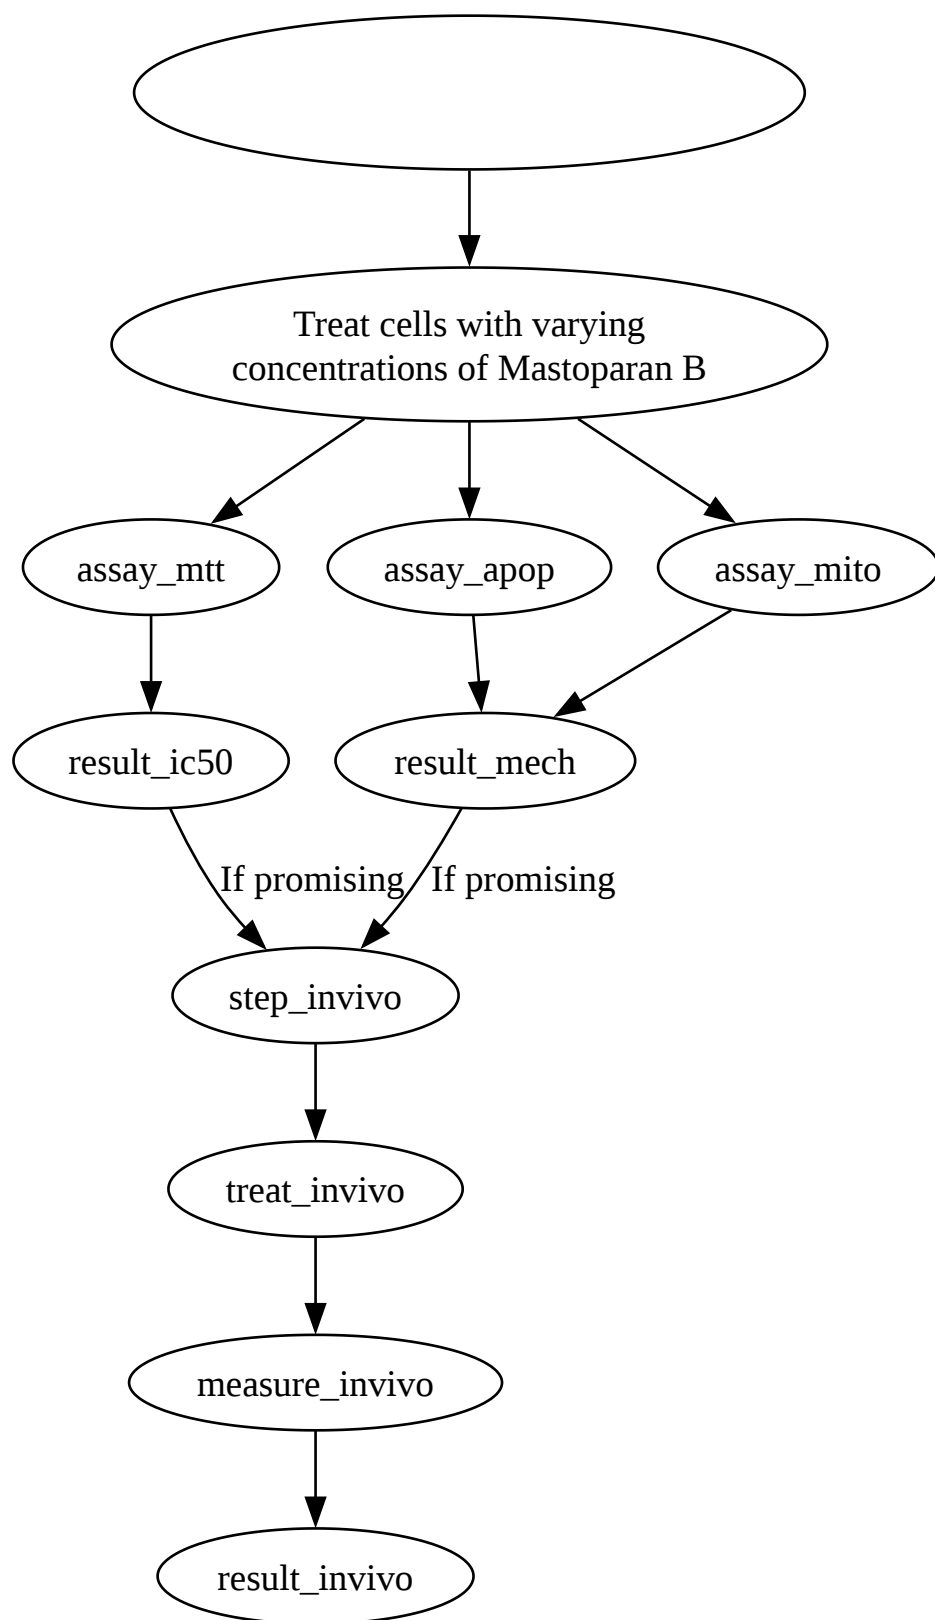 Treat cells with varying
concentrations of Mastoparan B
assay_mtt
assay_apop
assay_mito
result_ic50
result_mech
If promising
If promising
step_invivo
treat_invivo
measure_invivo
result_invivo